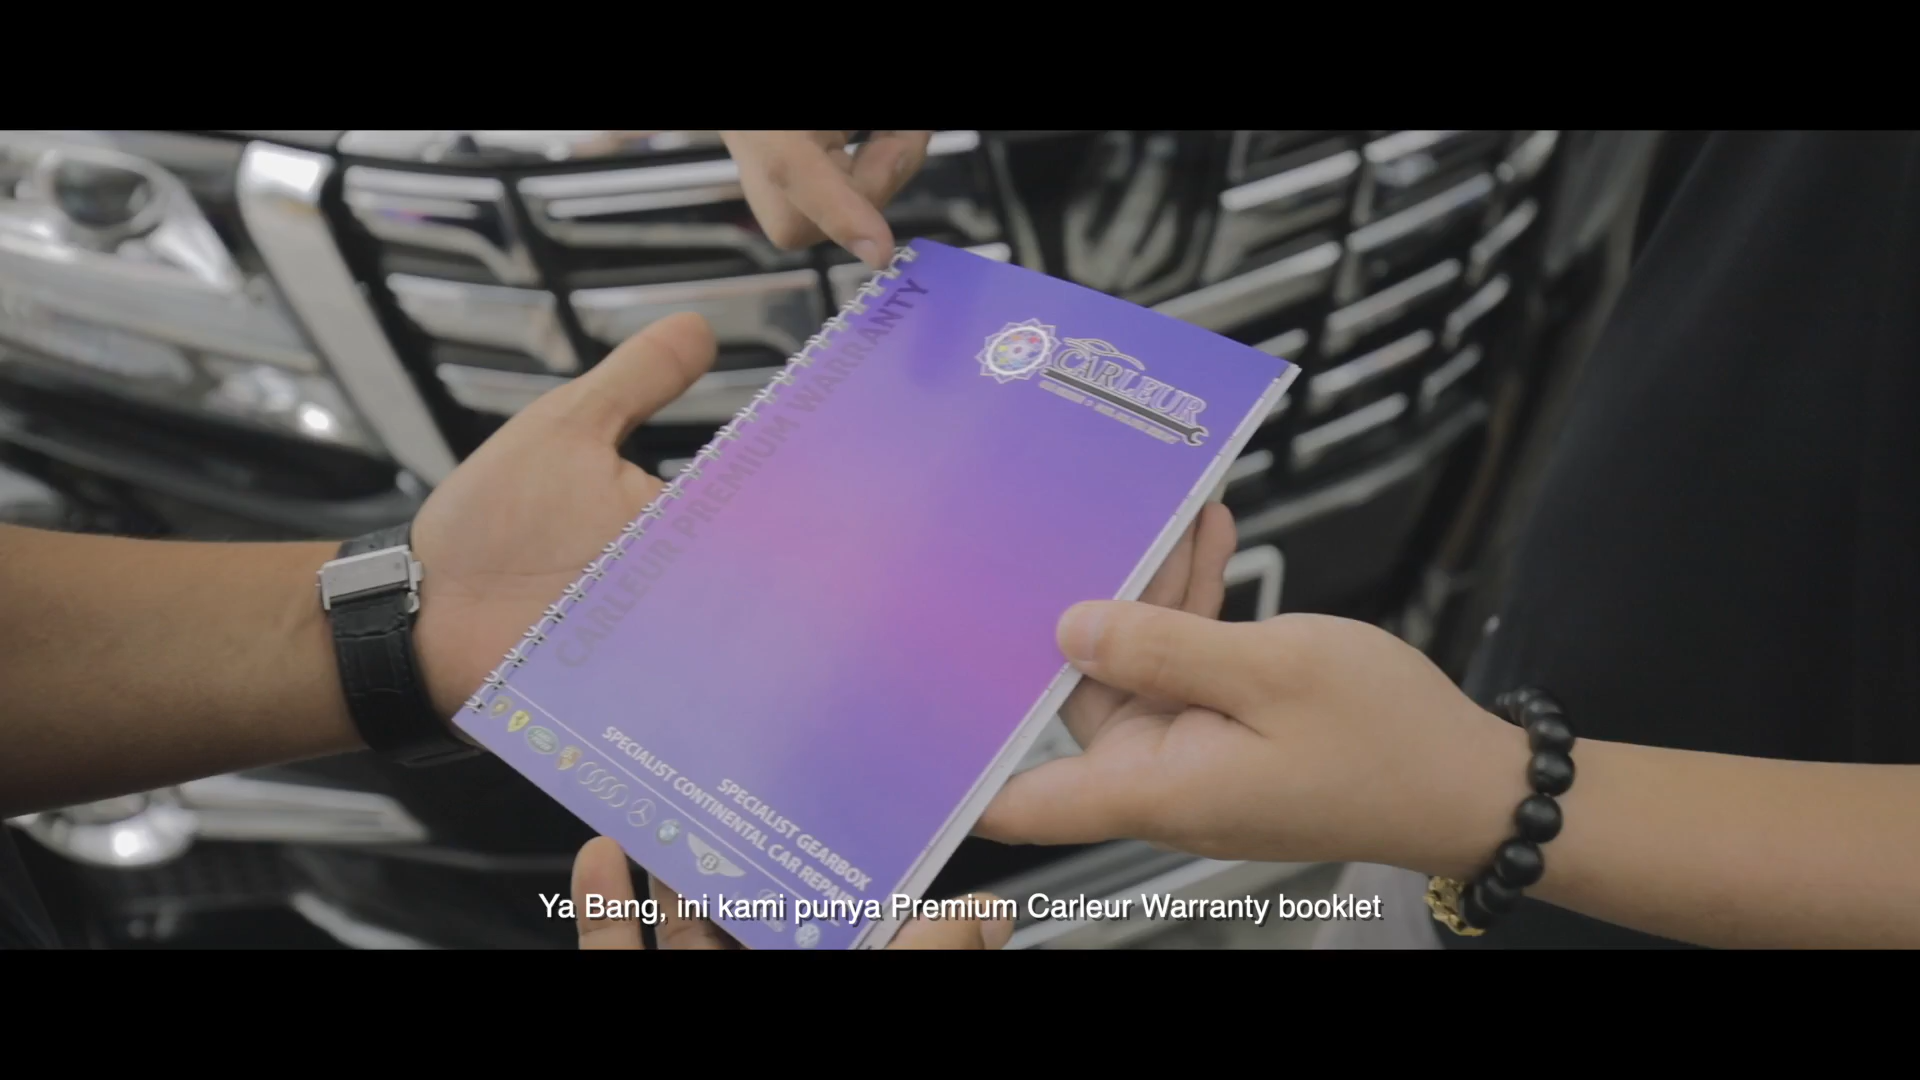 CARLEUR
CARLEUR PREMIUM WARRANTY
SPECIALIST GEARBOX
SPECIALIST CONTINENTAL CAR REPAIR
B
Ya Bang, ini kami punya Premium Carleur Warranty booklet